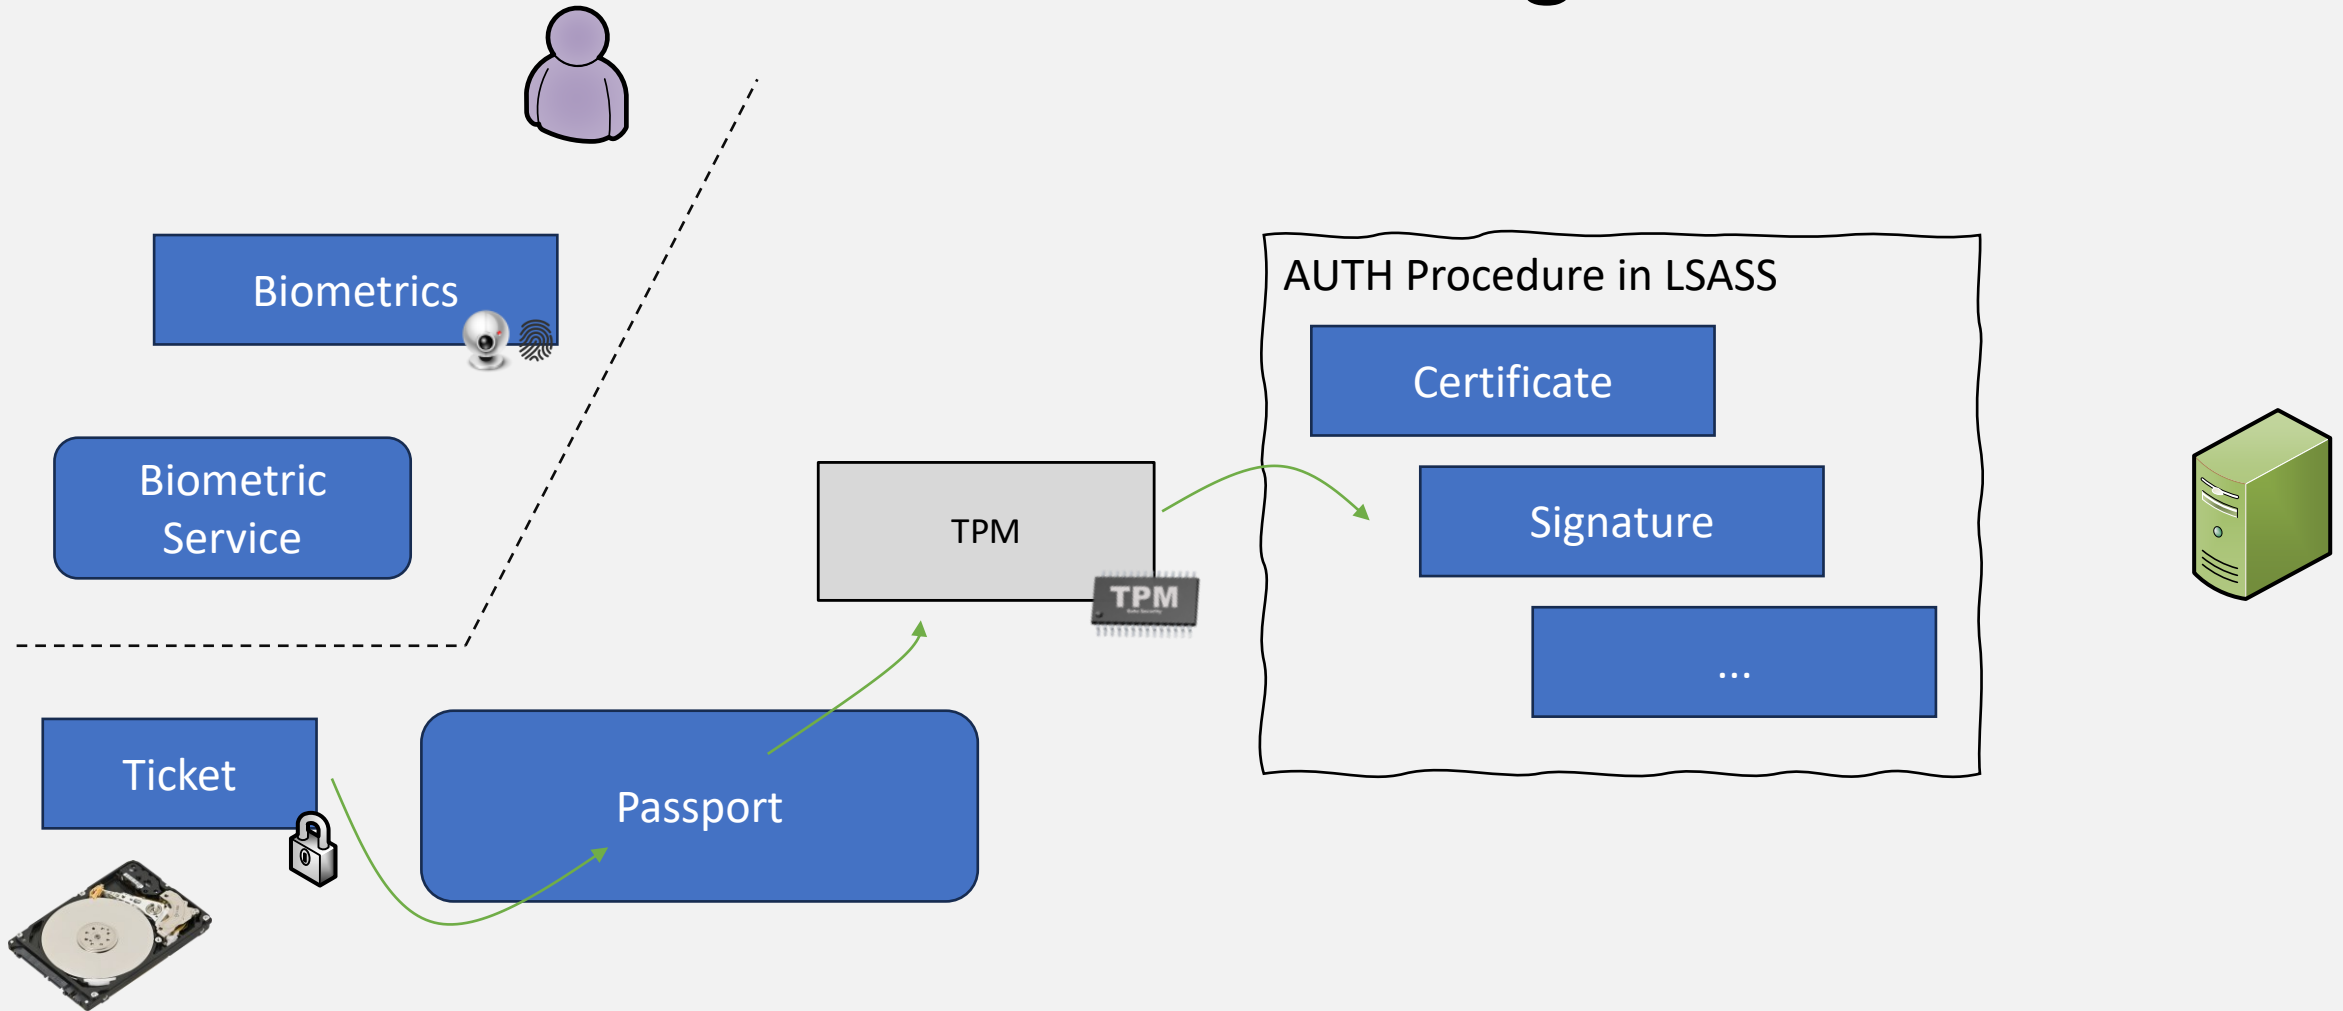 Biometrics
Biometric
Service
Ticket
Passport
TPM
TPM
AUTH Procedure in LSASS
Certificate
Signature
...